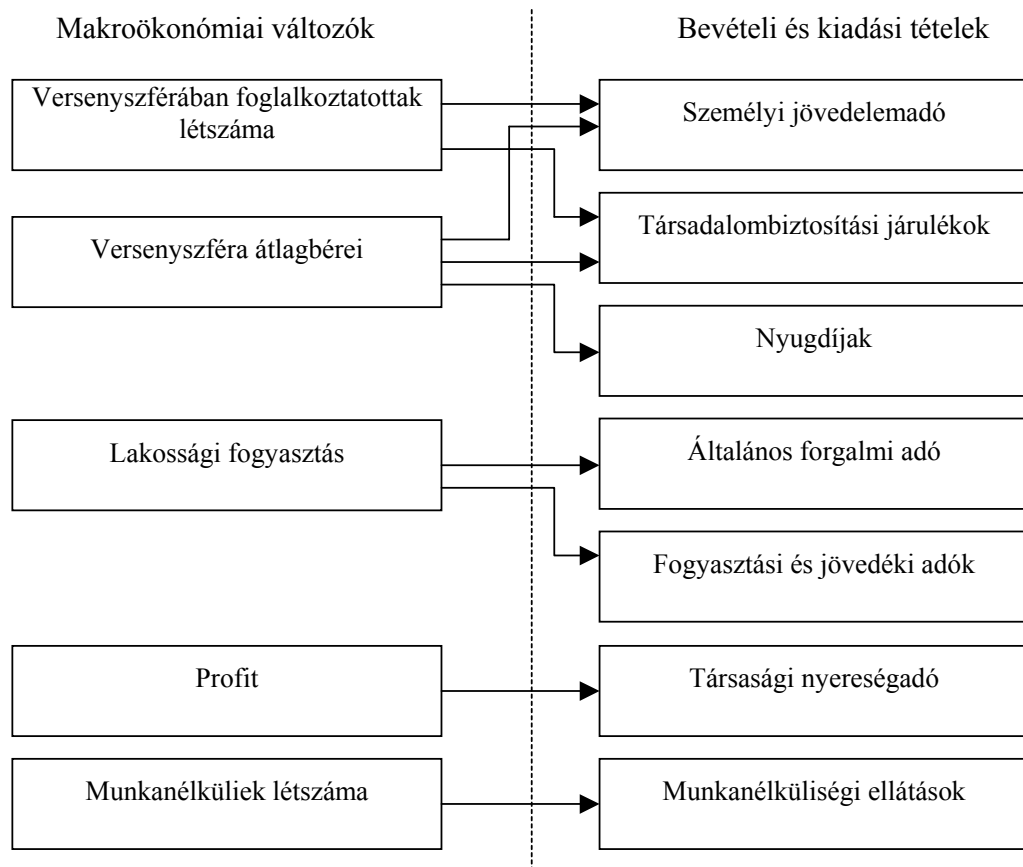 Makroökonómiai változók
Bevételi és kiadási tételek
Versenyszférában foglalkoztatottak
létszáma
Személyi jövedelemadó
Versenyszféra átlagbérei
Társadalombiztosítási járulékok
Nyugdíjak
Lakossági fogyasztás
Általános forgalmi adó
Fogyasztási és jövedéki adók
Profit
Társasági nyereségadó
Munkanélküliek létszáma
Munkanélküliségi ellátások